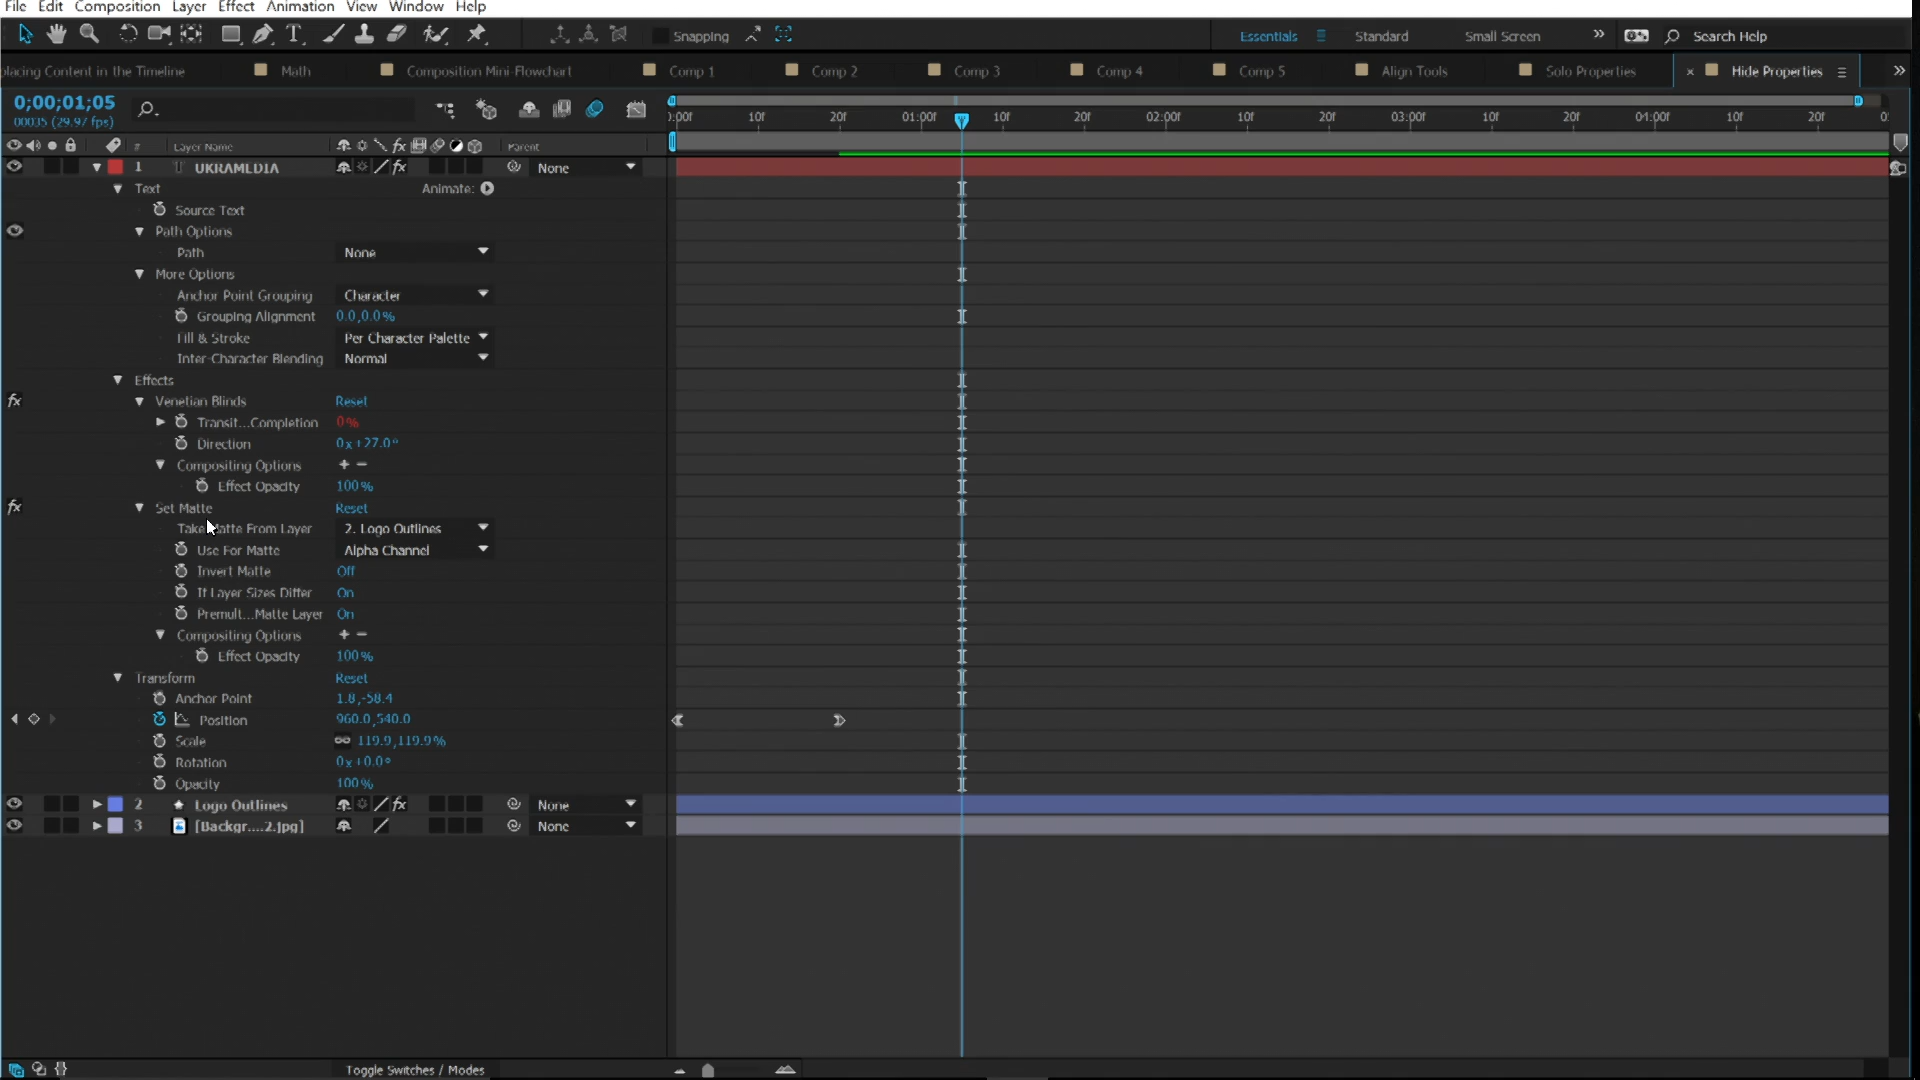 File Edit Composition Layer Effect Animation View Window Help
Snapping Essentials Standard Small Screen Search Help
placing Content in the Timeline Math Composition Mini-Flowchart Comp 1 Comp 2 Comp 3 Comp 4 Comp 5 Align Tools Solo Properties Hide Properties
0;00;01;05
00035 (29.97 fps)
):00f 10f 20f 01:00f 10f 20f 02:00f 10f 20f 03:00f 10f 20f 04:00f 10f 20f 0
# Layer Name Parent
1 UKRAMEDIA None
Text Animate:
Source Text
Path Options
Path None
More Options
Anchor Point Grouping Character
Grouping Alignment 0.0,0.0%
Fill & Stroke Per Character Palette
Inter-Character Blending Normal
Effects
fx Venetian Blinds Reset
Transit...Completion 0%
Direction 0x+27.0°
Compositing Options + −
Effect Opacity 100%
fx Set Matte Reset
Take Matte From Layer 2. Logo Outlines
Use For Matte Alpha Channel
Invert Matte Off
If Layer Sizes Differ On
Premult...Matte Layer On
Compositing Options + −
Effect Opacity 100%
Transform Reset
Anchor Point 1.8,-58.4
Position 960.0,540.0
Scale 119.9,119.9%
Rotation 0x+0.0°
Opacity 100%
2 Logo Outlines None
3 [Backgr....2.jpg] None
Toggle Switches / Modes